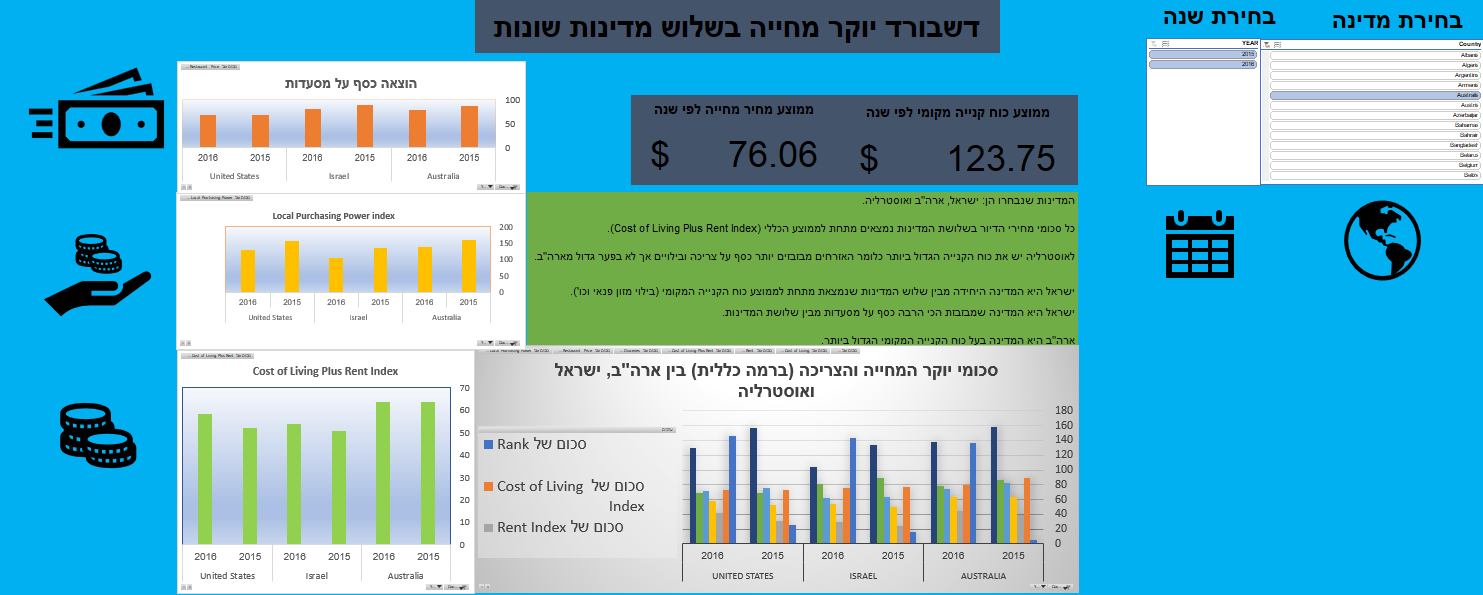 דשבורד יוקר מחייה בשלוש מדינות שונות
בחירת מדינה
בחירת שנה
County
Albania
Algeria
Argentina
Armenia
Australia
Austria
Azerbaijan
Bahamas
Bahrain
Bangladesh
Belarus
Belgium
Belize
YEAR
2015
2016
ממוצע כוח קנייה מקומי לפי שנה
$ 123.75
ממוצע מחיר מחייה לפי שנה
$ 76.06
המדינות שנבחרו הן: ישראל, ארה"ב ואוסטרליה.
כל סכומי מחירי הדיור בשלושת המדינות נמצאים מתחת לממוצע הכללי (Cost of Living Plus Rent Index).
לאוסטרליה יש את כוח הקנייה הגדול ביותר כלומר האזרחים מבזבזים יותר כסף על צריכה ובילויים אך לא בפער גדול מארה"ב.
ישראל היא המדינה היחידה מבין שלוש המדינות שנמצאת מתחת לממוצע כוח הקנייה המקומי (בילוי מזון פנאי וכו').
ישראל היא המדינה שמבזבזת הכי הרבה כסף על מסעדות מבין שלושת המדינות.
ארה"ב היא המדינה בעל כוח הקנייה המקומי הגדול ביותר.
הוצאה כסף על מסעדות
100
50
0
2016 2015 2016 2015 2016 2015
United States Israel Australia
Local Purchasing Power index
200
150
100
50
0
2016 2015 2016 2015 2016 2015
United States Israel Australia
Cost of Living Plus Rent Index
70
60
50
40
30
20
10
0
2016 2015 2016 2015 2016 2015
United States Israel Australia
סכומי יוקר המחייה והצריכה (ברמה כללית) בין ארה"ב, ישראל
ואוסטרליה
סכום של Rank
סכום של Cost of Living
Index
סכום של Rent Index
180
160
140
120
100
80
60
40
20
0
2016 2015 2016 2015 2016 2015
UNITED STATES ISRAEL AUSTRALIA